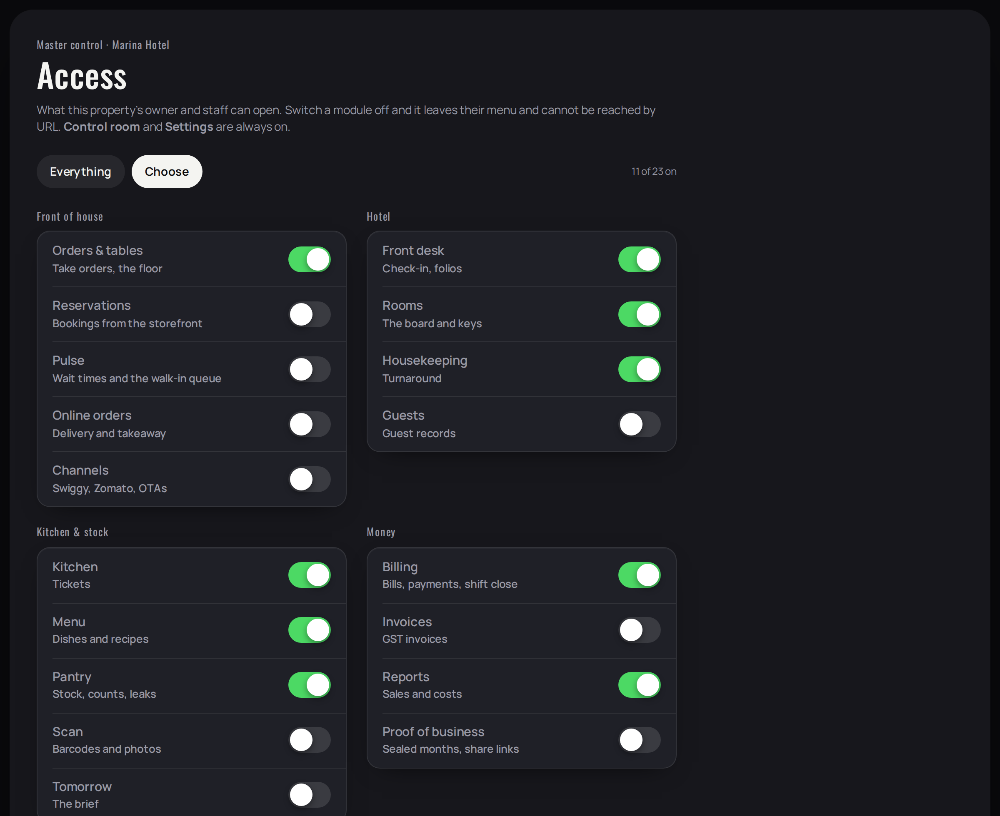 Master control · Marina Hotel
Access
What this property's owner and staff can open. Switch a module off and it leaves their menu and cannot be reached by
URL. Control room and Settings are always on.
Everything
Choose
11 of 23 on
Front of house
Orders & tables
Take orders, the floor
Reservations
Bookings from the storefront
Pulse
Wait times and the walk-in queue
Online orders
Delivery and takeaway
Channels
Swiggy, Zomato, OTAs
Hotel
Front desk
Check-in, folios
Rooms
The board and keys
Housekeeping
Turnaround
Guests
Guest records
Kitchen & stock
Kitchen
Tickets
Menu
Dishes and recipes
Pantry
Stock, counts, leaks
Scan
Barcodes and photos
Tomorrow
The brief
Money
Billing
Bills, payments, shift close
Invoices
GST invoices
Reports
Sales and costs
Proof of business
Sealed months, share links